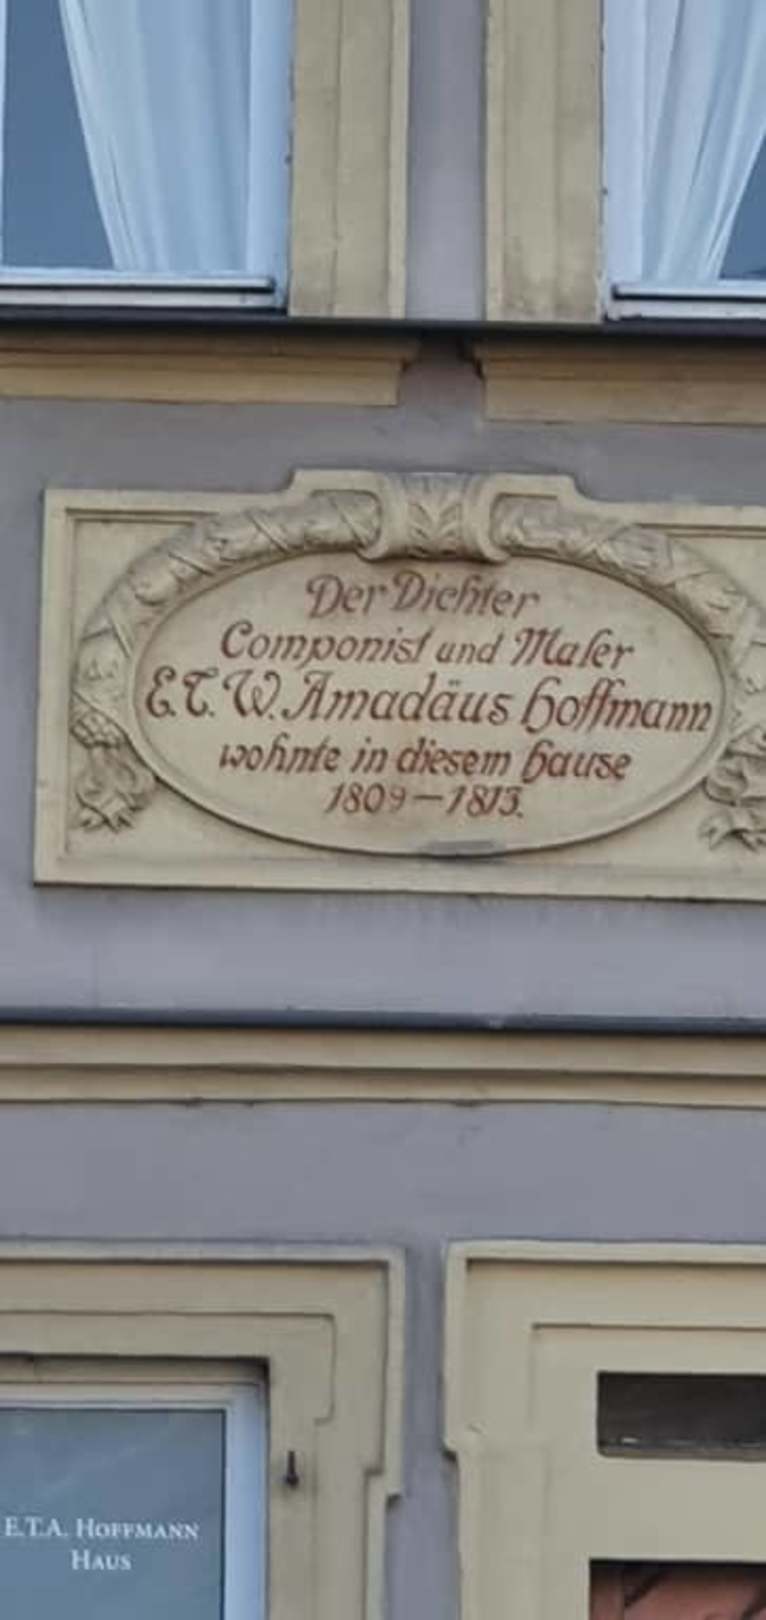 Der Dichter
Componist und Maler
E.T.W. Amadäus Hoffmann
wohnte in diesem Hause
1809–1813.
E.T.A. Hoffmann
Haus